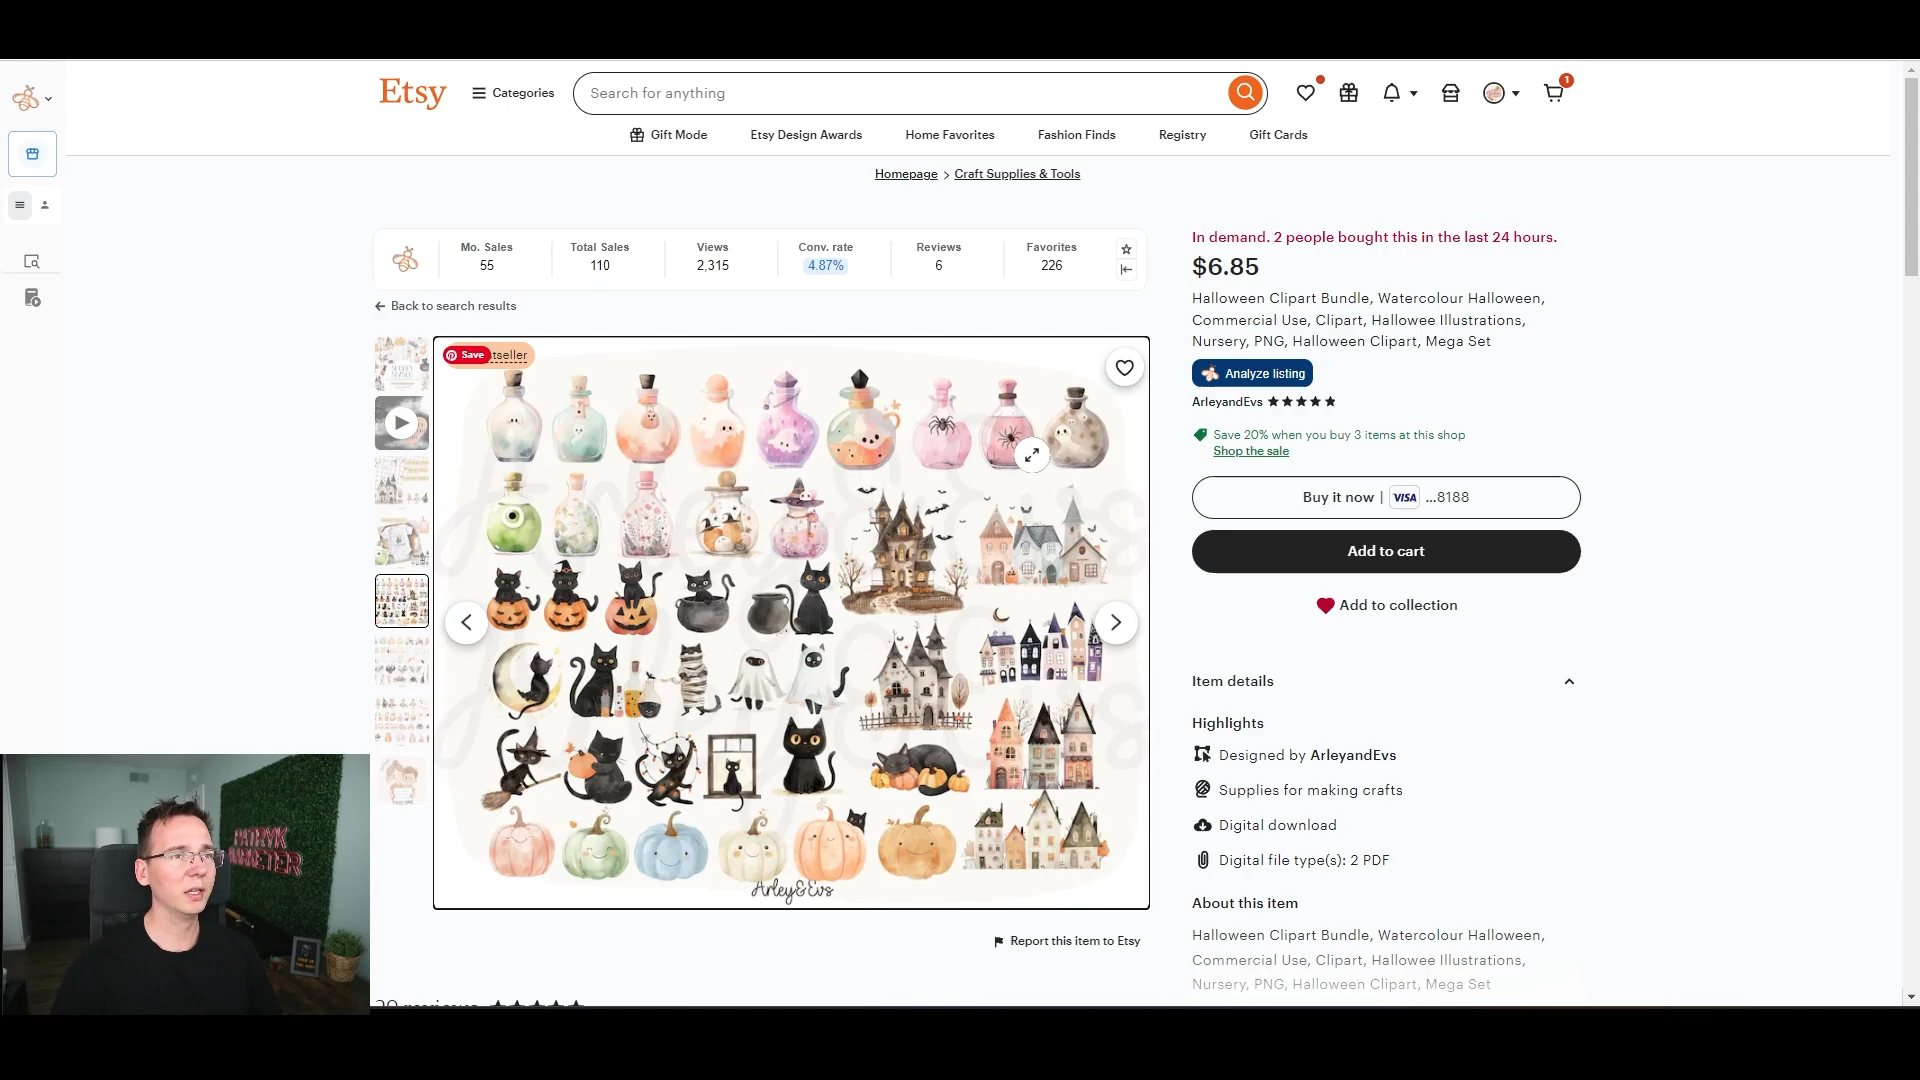 Etsy
Categories
Search for anything
1
Gift Mode
Etsy Design Awards
Home Favorites
Fashion Finds
Registry
Gift Cards
Homepage > Craft Supplies & Tools
Mo. Sales
55
Total Sales
110
Views
2,315
Conv. rate
4.87%
Reviews
6
Favorites
226
Back to search results
In demand. 2 people bought this in the last 24 hours.
$6.85
Halloween Clipart Bundle, Watercolour Halloween,
Commercial Use, Clipart, Hallowee Illustrations,
Nursery, PNG, Halloween Clipart, Mega Set
Analyze listing
ArleyandEvs
Save 20% when you buy 3 items at this shop
Shop the sale
Buy it now | VISA ...8188
Add to cart
Add to collection
Save tseller
Arley&Evs
Report this item to Etsy
Item details
Highlights
Designed by ArleyandEvs
Supplies for making crafts
Digital download
Digital file type(s): 2 PDF
About this item
Halloween Clipart Bundle, Watercolour Halloween,
Commercial Use, Clipart, Hallowee Illustrations,
Nursery, PNG, Halloween Clipart, Mega Set